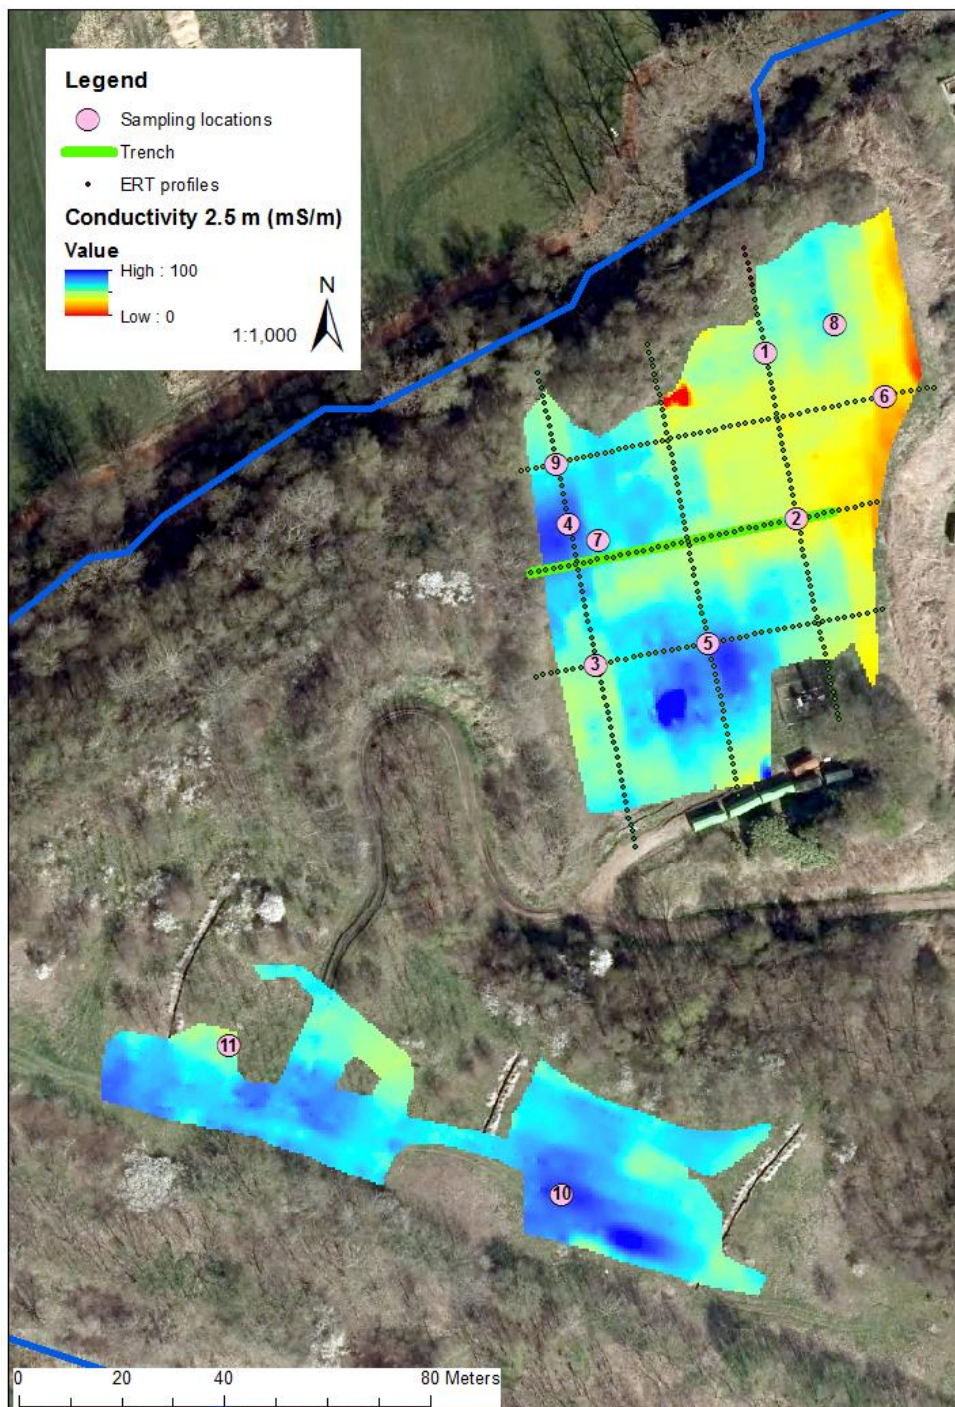 Legend
Sampling locations
Trench
ERT profiles
Conductivity 2.5 m (mS/m)
Value
High : 100
Low : 0
N
1:1,000
8
1
6
9
4
2
7
5
3
11
10
0 20 40 80 Meters